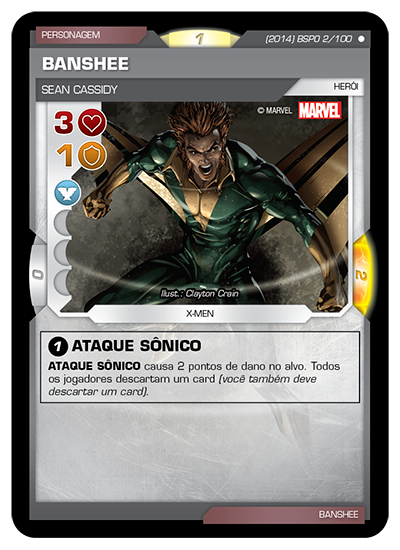 PERSONAGEM
1
(2014) BSP0 2/100
BANSHEE
SEAN CASSIDY
HERÓI
3
© MARVEL MARVEL
1
0
2
Ilust.: Clayton Crain
X-MEN
1 ATAQUE SÔNICO
ATAQUE SÔNICO causa 2 pontos de dano no alvo. Todos
os jogadores descartam um card (você também deve
descartar um card).
BANSHEE